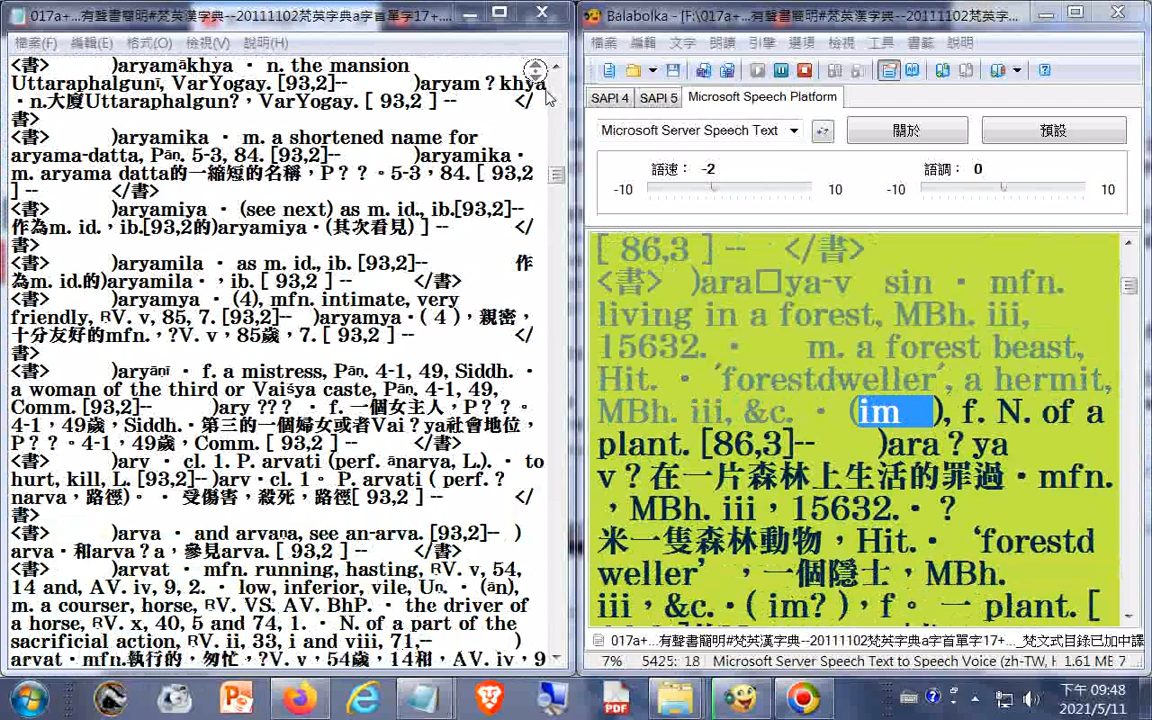 017a+...有聲書簡明#梵英漢字典--20111102梵英字典a字首單字17+...
檔案(F) 編輯(E) 格式(O) 檢視(V) 說明(H)
<書> )aryamākhya ‧ n. the mansion
Uttaraphalgunī, VarYogay. [93,2]-- )aryam?khya
‧n.大廈Uttaraphalgun?,VarYogay. [ 93,2 ] -- </
書>
<書> )aryamika ‧ m. a shortened name for
aryama-datta, Pāṇ. 5-3, 84. [93,2]-- )aryamika‧
m. aryama datta的一縮短的名稱,P??。5-3,84. [ 93,2
] -- </書>
<書> )aryamiya ‧ (see next) as m. id., ib.[93,2]--
作為m. id.,ib.[93,2的)aryamiya‧(其次看見) ] -- </
書>
<書> )aryamila ‧ as m. id., ib. [93,2]-- 作
為m. id.的)aryamila‧,ib. [ 93,2 ] -- </書>
<書> )aryamya ‧ (4), mfn. intimate, very
friendly, RV. v, 85, 7. [93,2]-- )aryamya‧( 4 ),親密,
十分友好的mfn.,?V. v,85歲,7. [ 93,2 ] -- </
書>
<書> )aryāṇī ‧ f. a mistress, Pāṇ. 4-1, 49, Siddh. ‧
a woman of the third or Vaiśya caste, Pāṇ. 4-1, 49,
Comm. [93,2]-- )ary ???‧f. 一個女主人,P??。
4-1,49歲,Siddh.‧第三的一個婦女或者Vai?ya社會地位,
P??。4-1,49歲,Comm. [ 93,2 ] -- </書>
<書> )arv ‧ cl. 1. P. arvati (perf. ānarva, L.). ‧ to
hurt, kill, L. [93,2]-- )arv‧cl. 1。P. arvati ( perf. ?
narva,路徑)。‧ 受傷害,殺死,路徑[ 93,2 ] -- </
書>
<書> )arva ‧ and arvaṇa, see an-arva. [93,2]-- )
arva‧和arva?a,參見arva. [ 93,2 ] -- </書>
<書> )arvat ‧ mfn. running, hasting, RV. v, 54,
14 and, AV. iv, 9, 2. ‧ low, inferior, vile, Uṇ. ‧ (ān),
m. a courser, horse, RV. VS. AV. BhP. ‧ the driver of
a horse, RV. x, 40, 5 and 74, 1. ‧ N. of a part of the
sacrificial action, RV. ii, 33, i and viii, 71, )
arvat‧mfn.執行的,匆忙,?V. v,54歲,14和,AV. iv,9
Balabolka - [F:\017a+...有聲書簡明#梵英漢字典--20111102梵英字...
檔案 編輯 文字 朗讀 引擎 選項 檢視 工具 書籤 說明
SAPI 4 SAPI 5 Microsoft Speech Platform
Microsoft Server Speech Text 關於 預設
語速: -2 語調: 0
-10 10 -10 10
[ 86,3 ] -- </書>
<書> )ara□ya-v sin ‧ mfn.
living in a forest, MBh. iii,
15632. ‧ m. a forest beast,
Hit. ‧ 'forestdweller', a hermit,
MBh. iii, &c. ‧ (im ), f. N. of a
plant. [86,3]-- )ara?ya
v?在一片森林上生活的罪過‧mfn.
,MBh. iii,15632.‧?
米一隻森林動物,Hit.‧ ‘forestd
weller’,一個隱士,MBh.
iii,&c.‧( im? ),f。一 plant. [
017a+...有聲書簡明#梵英漢字典--20111102梵英字典a字首單字17+..._梵文式目錄已加中譯
7% 5425: 18 Microsoft Server Speech Text to Speech Voice (zh-TW, H 1.61 MB 7
下午 09:48
2021/5/11